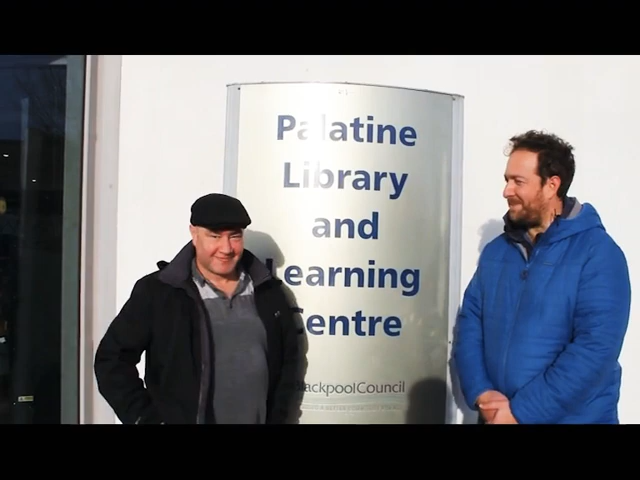 Palatine
Library
and
Learning
Centre
BlackpoolCouncil